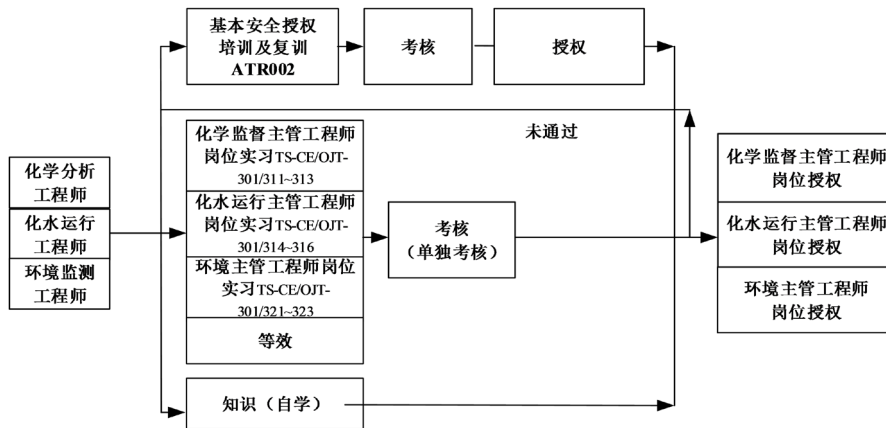 基本安全授权
培训及复训
ATR002
考核
授权
未通过
化学分析
工程师
化水运行
工程师
环境监测
工程师
化学监督主管工程师
岗位实习TS-CE/OJT-
301/311~313
化水运行主管工程师
岗位实习TS-CE/OJT-
301/314~316
环境主管工程师岗位
实习TS-CE/OJT-
301/321~323
等效
考核
（单独考核）
化学监督主管工程师
岗位授权
化水运行主管工程师
岗位授权
环境主管工程师
岗位授权
知识（自学）